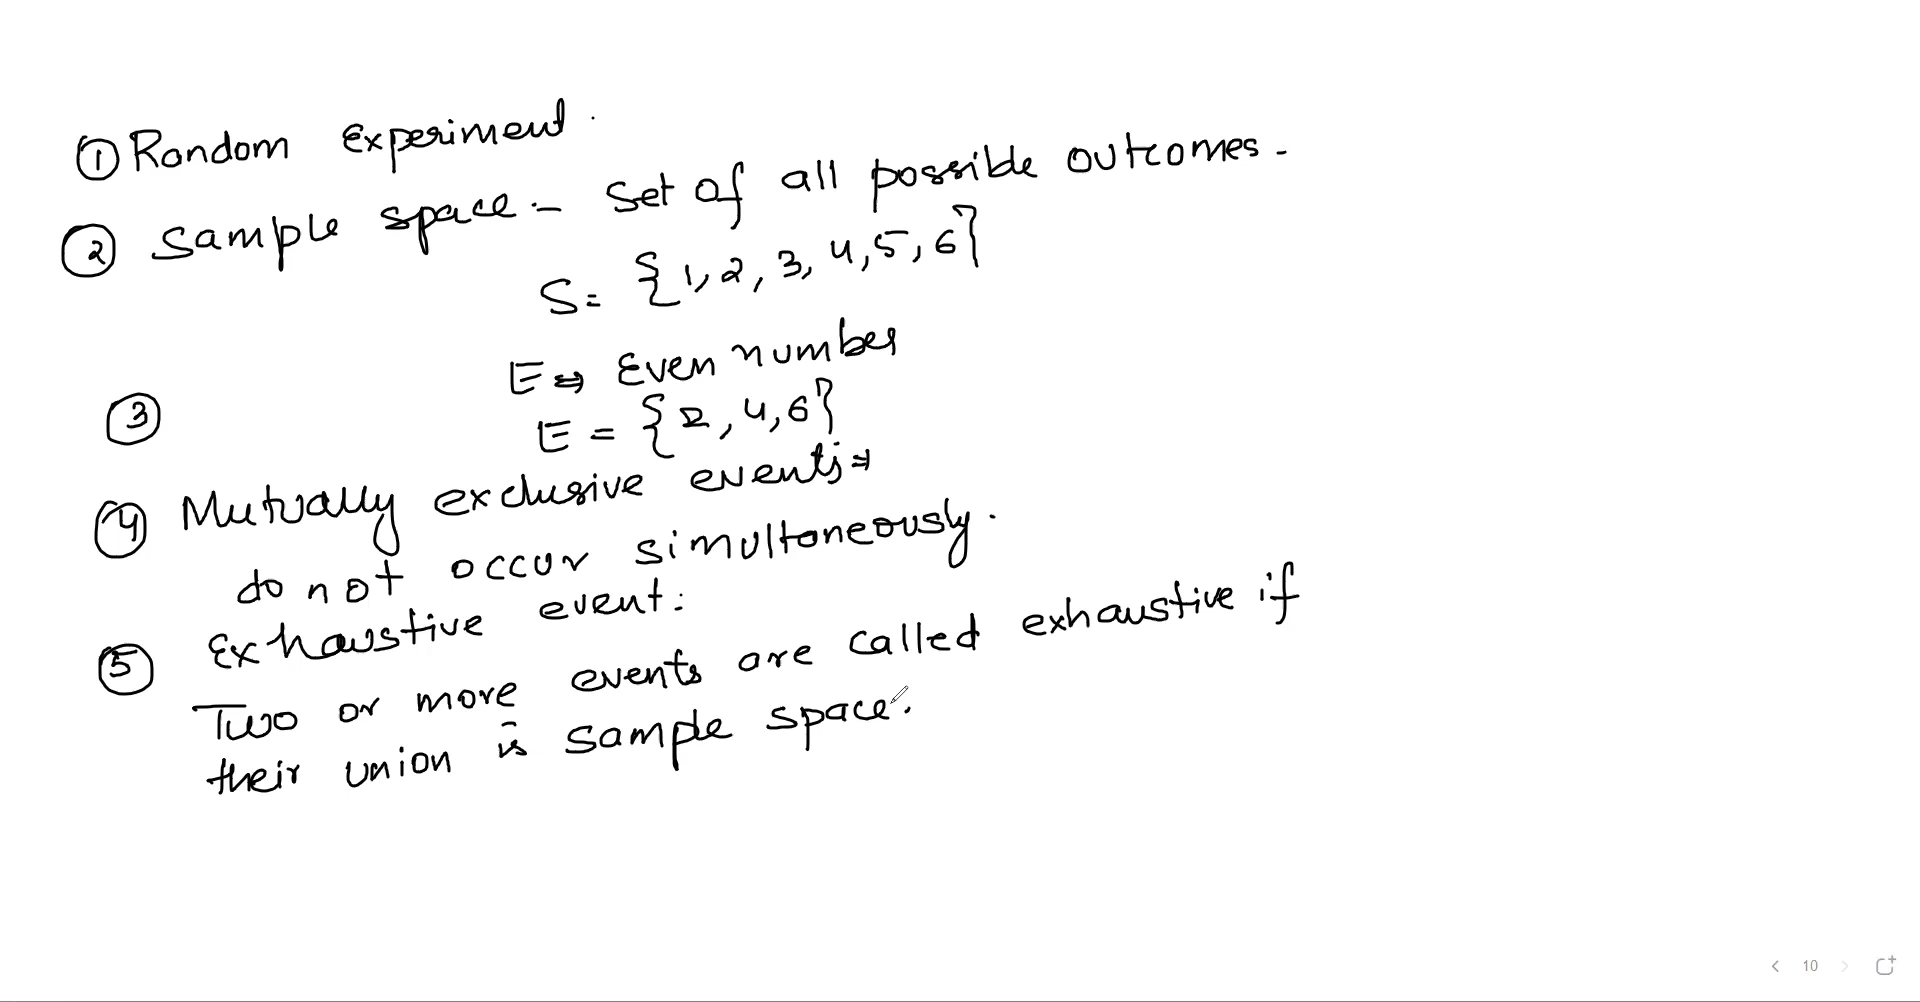 ① Random Experiment.
② Sample space - Set of all possible outcomes.
S = {1, 2, 3, 4, 5, 6}
E ⇒ Even number
③
E = {2, 4, 6}
④ Mutually exclusive events ⇒
do not occur simultaneously.
⑤ Exhaustive event:
Two or more events are called exhaustive if
their union is sample space.
10